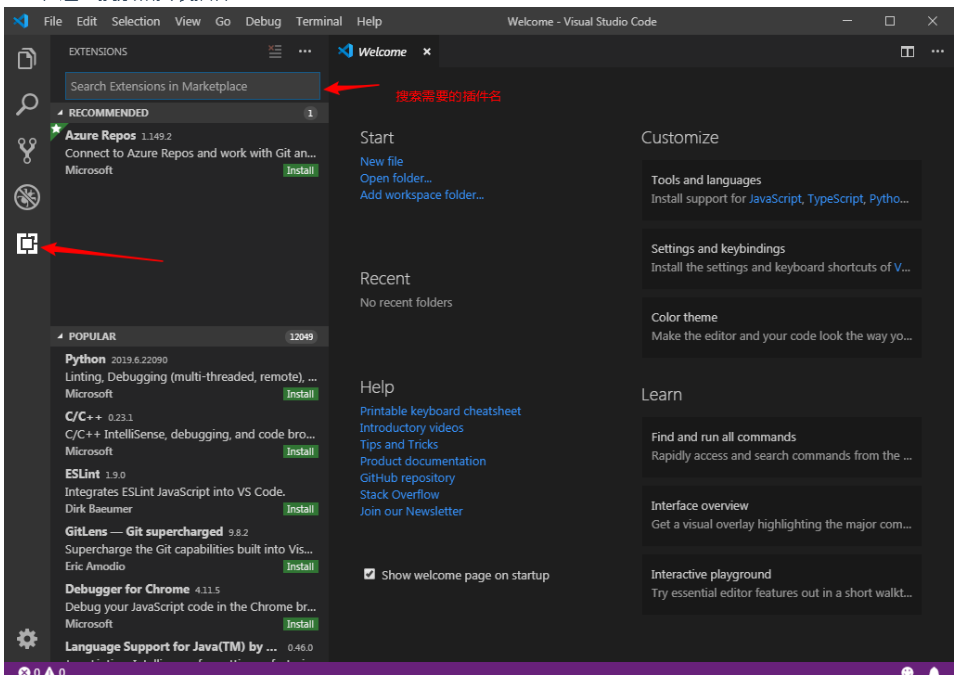 File Edit Selection View Go Debug Terminal Help Welcome - Visual Studio Code
EXTENSIONS
Welcome
Search Extensions in Marketplace
搜索需要的插件名
RECOMMENDED 1
Azure Repos 1.149.2
Connect to Azure Repos and work with Git an...
Microsoft Install
POPULAR 12049
Python 2019.6.22090
Linting, Debugging (multi-threaded, remote), ...
Microsoft Install
C/C++ 0.23.1
C/C++ IntelliSense, debugging, and code bro...
Microsoft Install
ESLint 1.9.0
Integrates ESLint JavaScript into VS Code.
Dirk Baeumer Install
GitLens — Git supercharged 9.8.2
Supercharge the Git capabilities built into Vis...
Eric Amodio Install
Debugger for Chrome 4.11.5
Debug your JavaScript code in the Chrome br...
Microsoft Install
Language Support for Java(TM) by ... 0.46.0
Start
New file
Open folder...
Add workspace folder...
Recent
No recent folders
Help
Printable keyboard cheatsheet
Introductory videos
Tips and Tricks
Product documentation
GitHub repository
Stack Overflow
Join our Newsletter
Show welcome page on startup
Customize
Tools and languages
Install support for JavaScript, TypeScript, Pytho...
Settings and keybindings
Install the settings and keyboard shortcuts of V...
Color theme
Make the editor and your code look the way yo...
Learn
Find and run all commands
Rapidly access and search commands from the ...
Interface overview
Get a visual overlay highlighting the major com...
Interactive playground
Try essential editor features out in a short walkt...
0 0